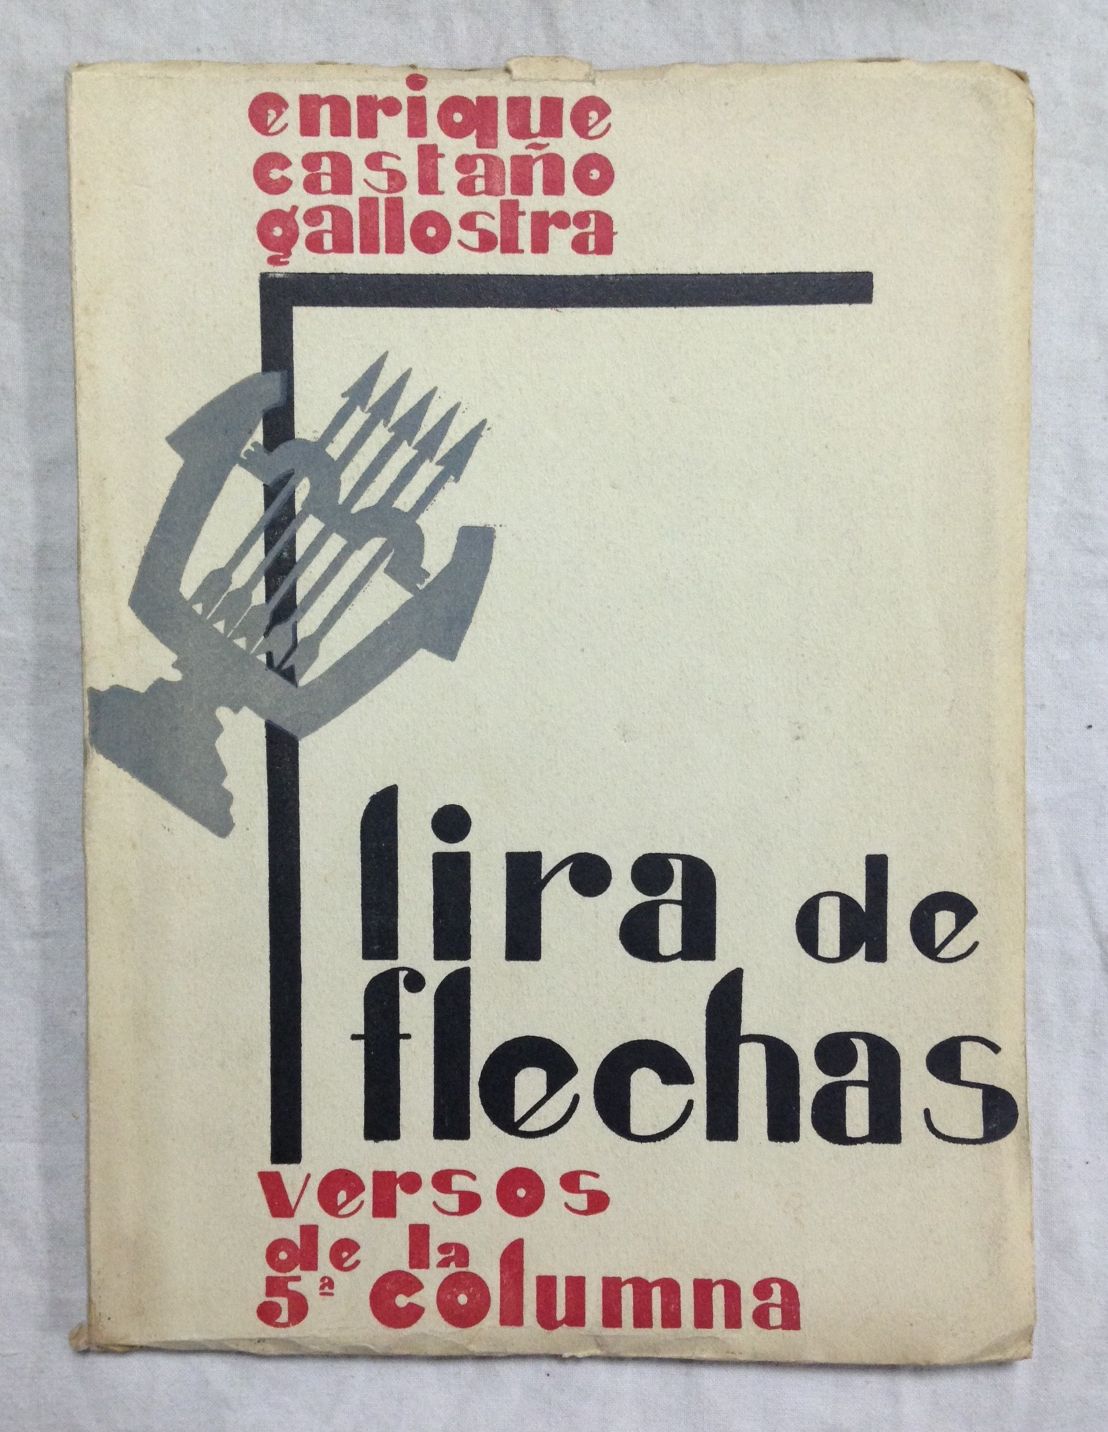 enrique
castaño
gallostra
lira de
flechas
versos
de la
5ª columna